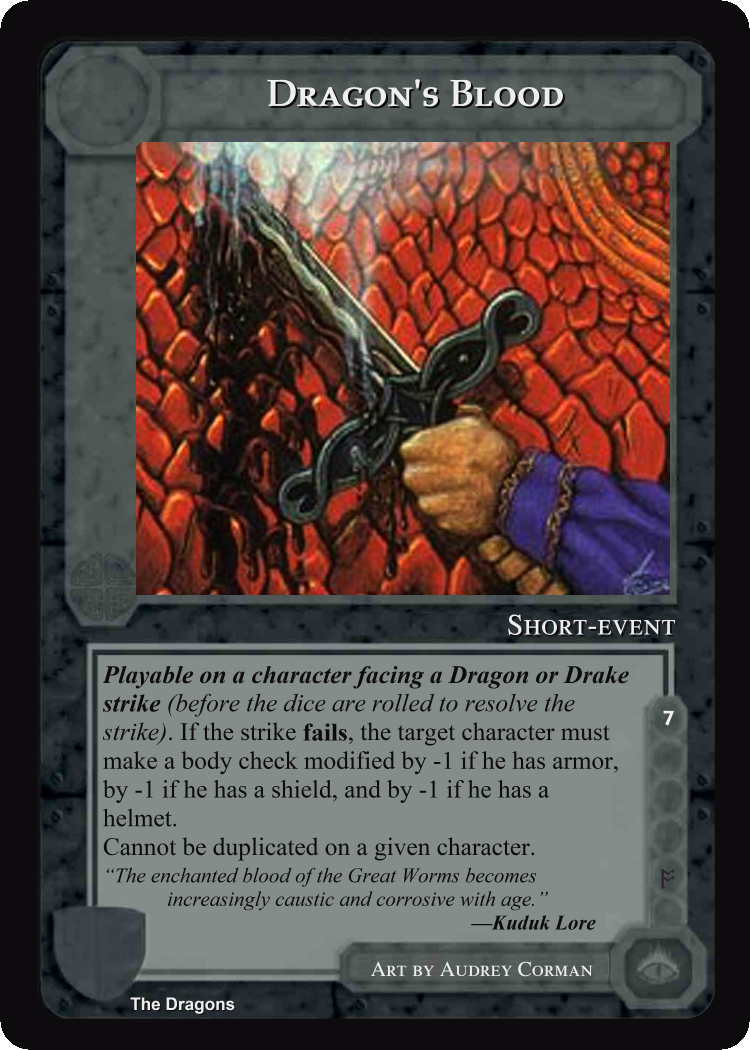 Dragon's Blood
Short-event
Playable on a character facing a Dragon or Drake
strike (before the dice are rolled to resolve the
strike). If the strike fails, the target character must
make a body check modified by -1 if he has armor,
by -1 if he has a shield, and by -1 if he has a
helmet.
Cannot be duplicated on a given character.
“The enchanted blood of the Great Worms becomes
increasingly caustic and corrosive with age.”
—Kuduk Lore
7
Art by Audrey Corman
The Dragons